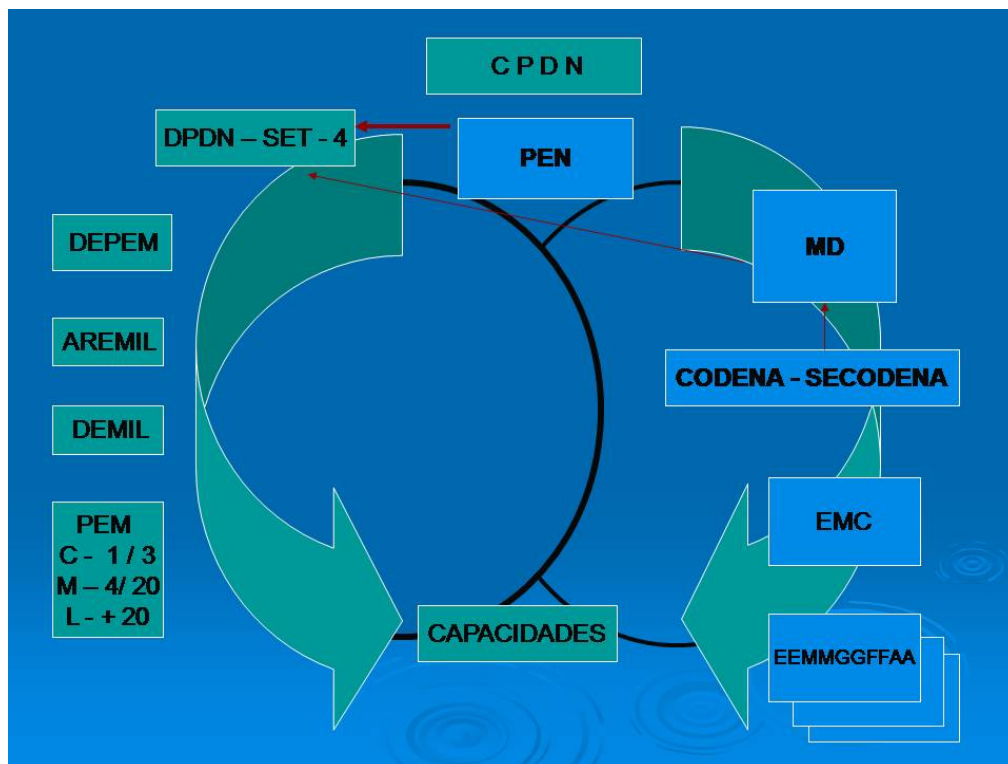 C P D N
DPDN – SET - 4
PEN
DEPEM
MD
AREMIL
CODENA - SECODENA
DEMIL
EMC
PEM
C - 1 / 3
M – 4/ 20
L - + 20
CAPACIDADES
EEMMGGFFAA